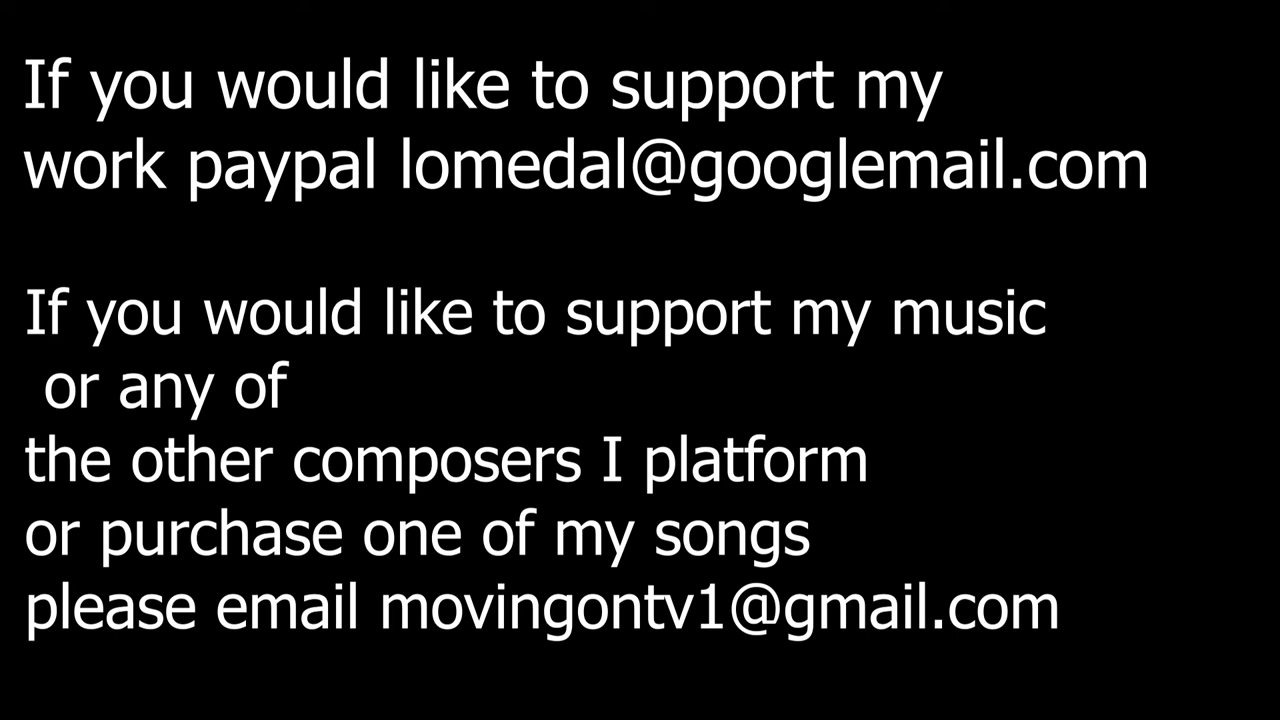 If you would like to support my
work paypal lomedal@googlemail.com
If you would like to support my music
or any of
the other composers I platform
or purchase one of my songs
please email movingontv1@gmail.com